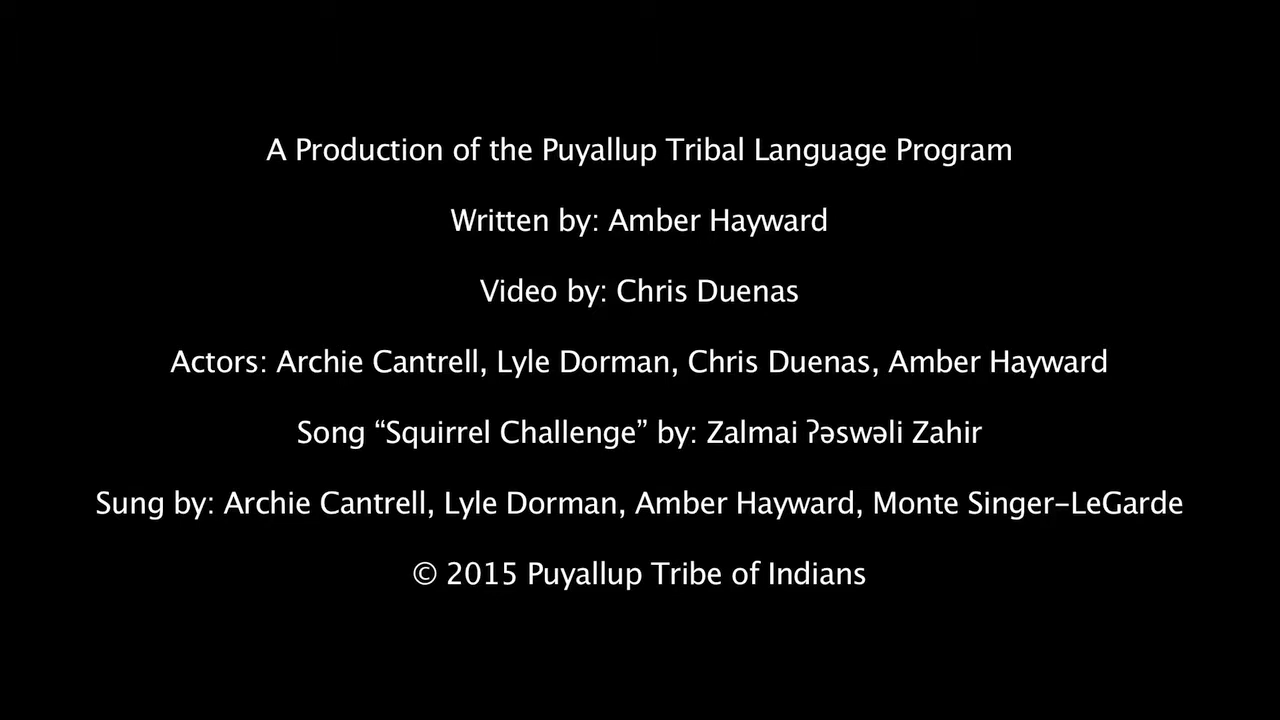 A Production of the Puyallup Tribal Language Program
Written by: Amber Hayward
Video by: Chris Duenas
Actors: Archie Cantrell, Lyle Dorman, Chris Duenas, Amber Hayward
Song “Squirrel Challenge” by: Zalmai ʔəswəli Zahir
Sung by: Archie Cantrell, Lyle Dorman, Amber Hayward, Monte Singer-LeGarde
© 2015 Puyallup Tribe of Indians